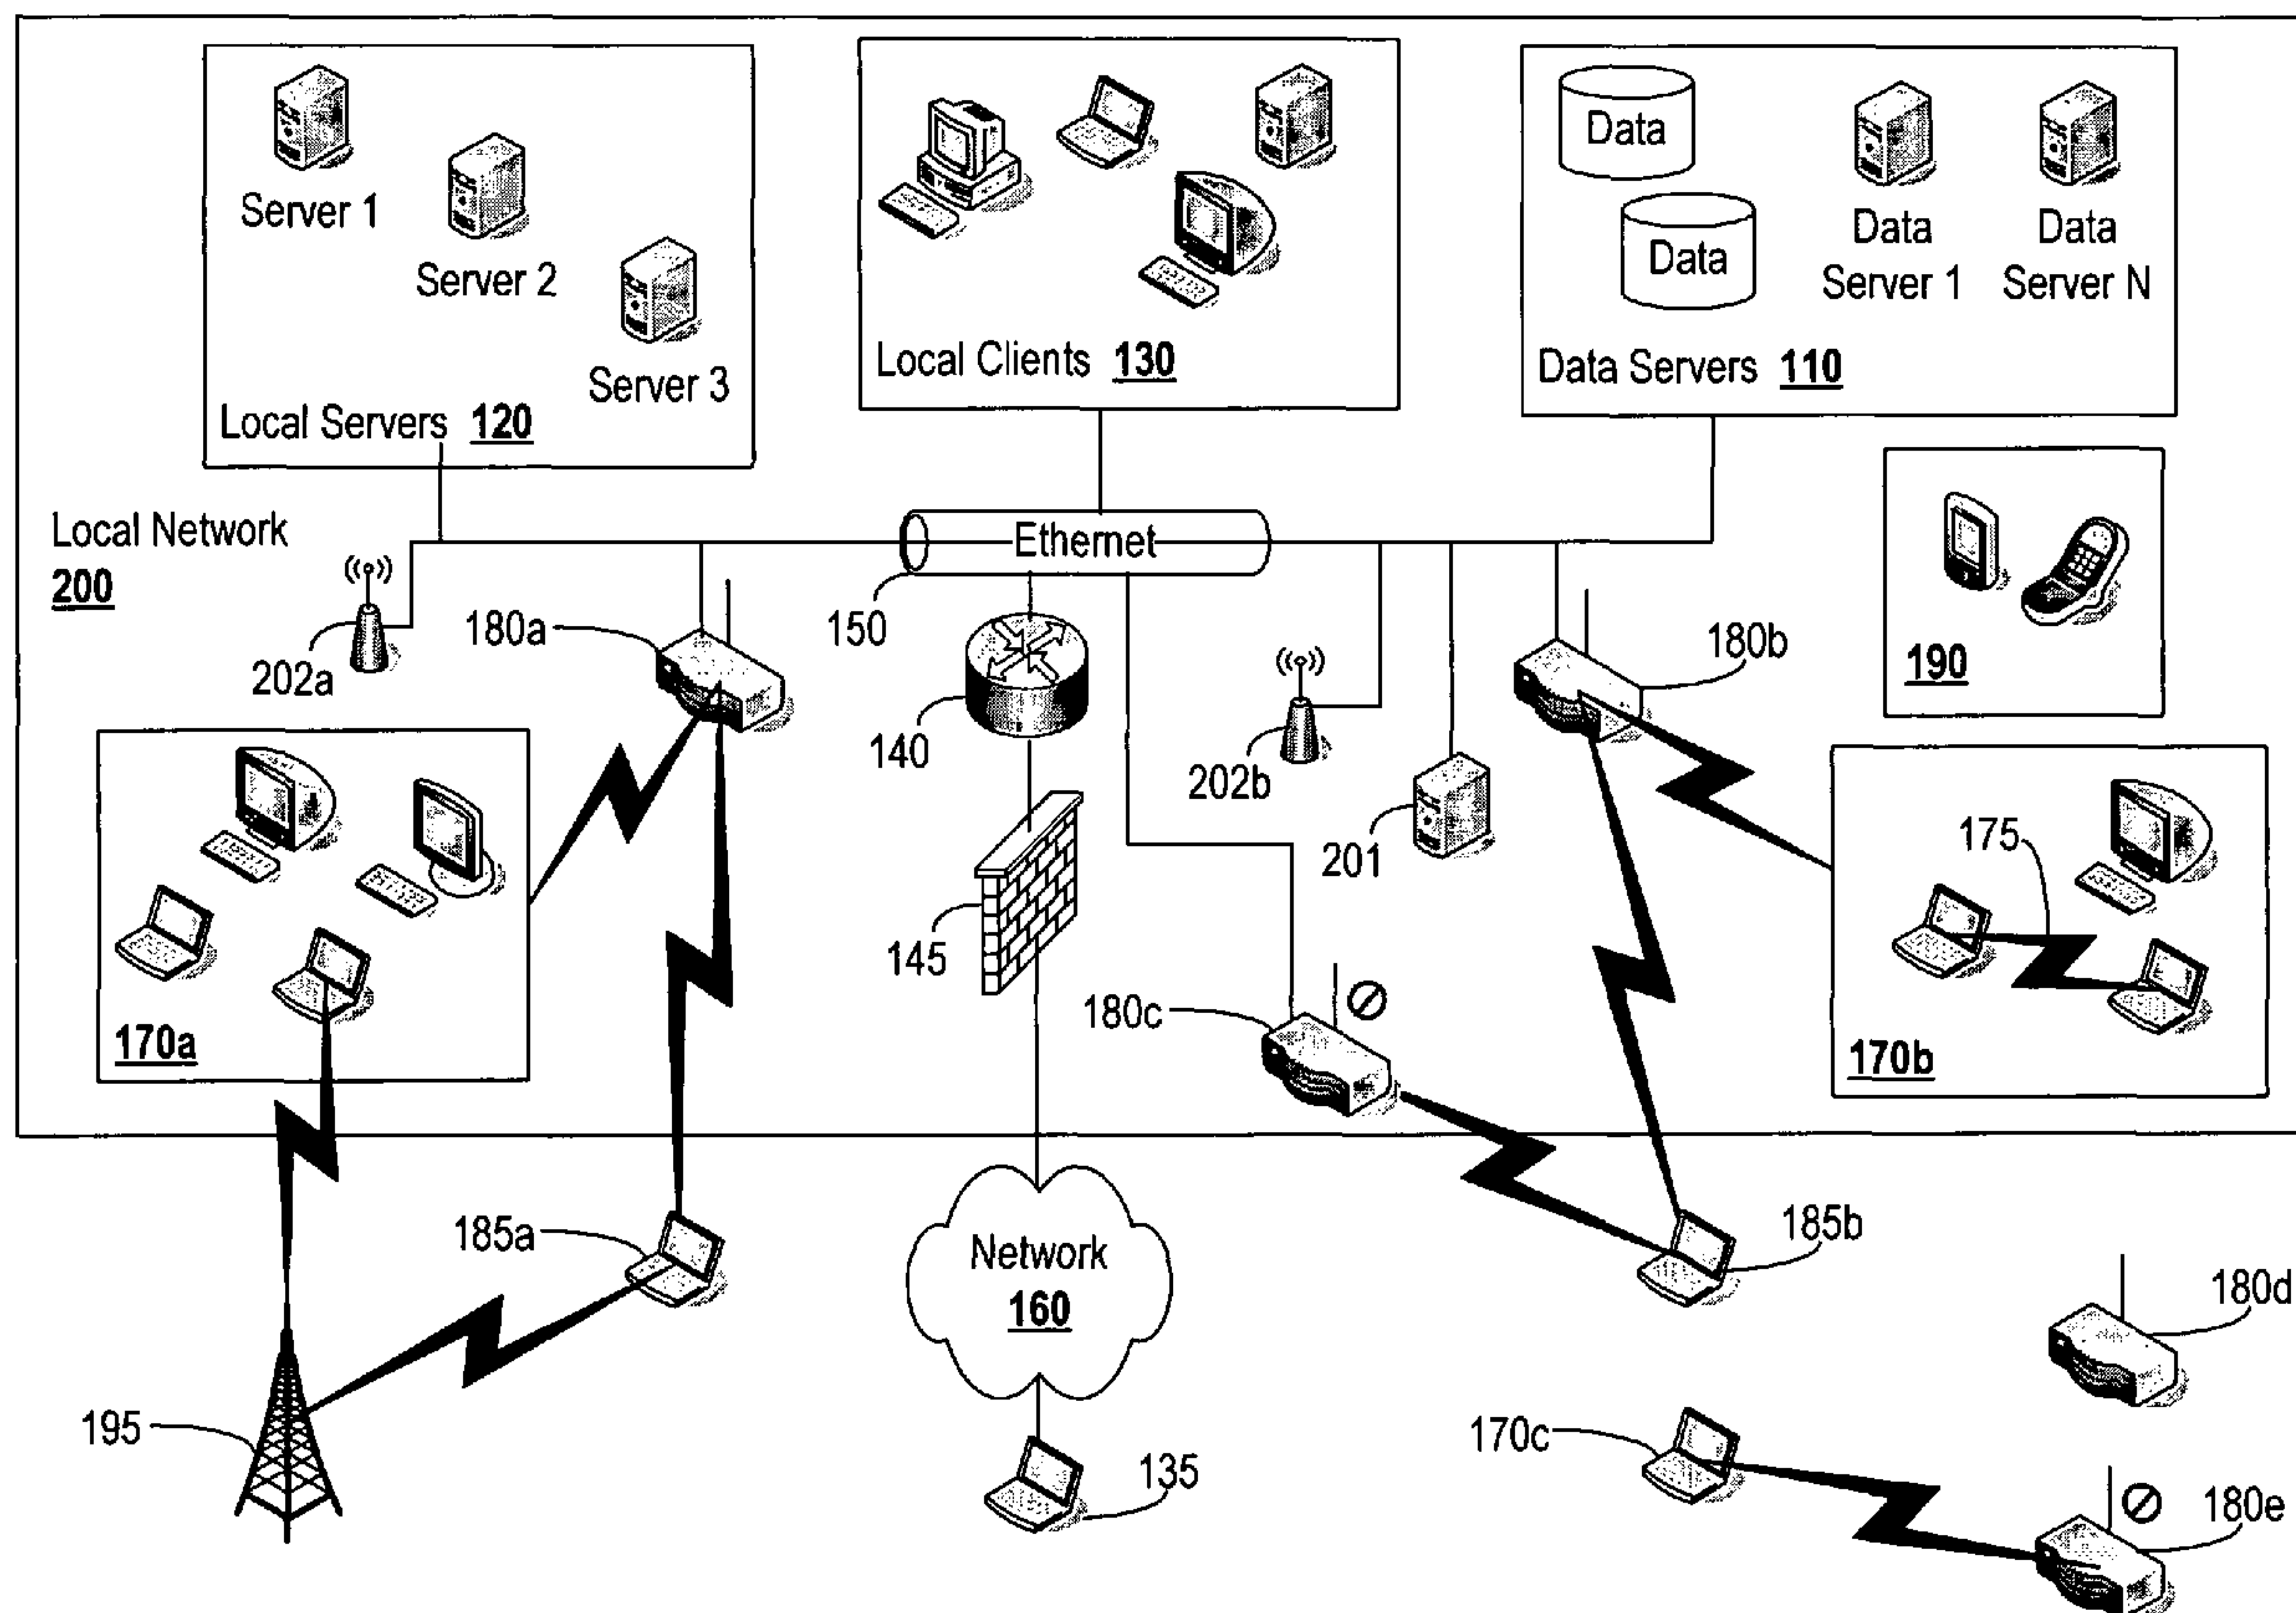 Server 1
Server 2
Server 3
Local Servers 120
Local Clients 130
Data
Data
Data
Server 1
Data
Server N
Data Servers 110
Local Network
200
Ethernet
150
202a
180a
140
202b
201
180b
190
145
180c
170a
175
170b
185a
Network
160
185b
180d
195
135
170c
180e